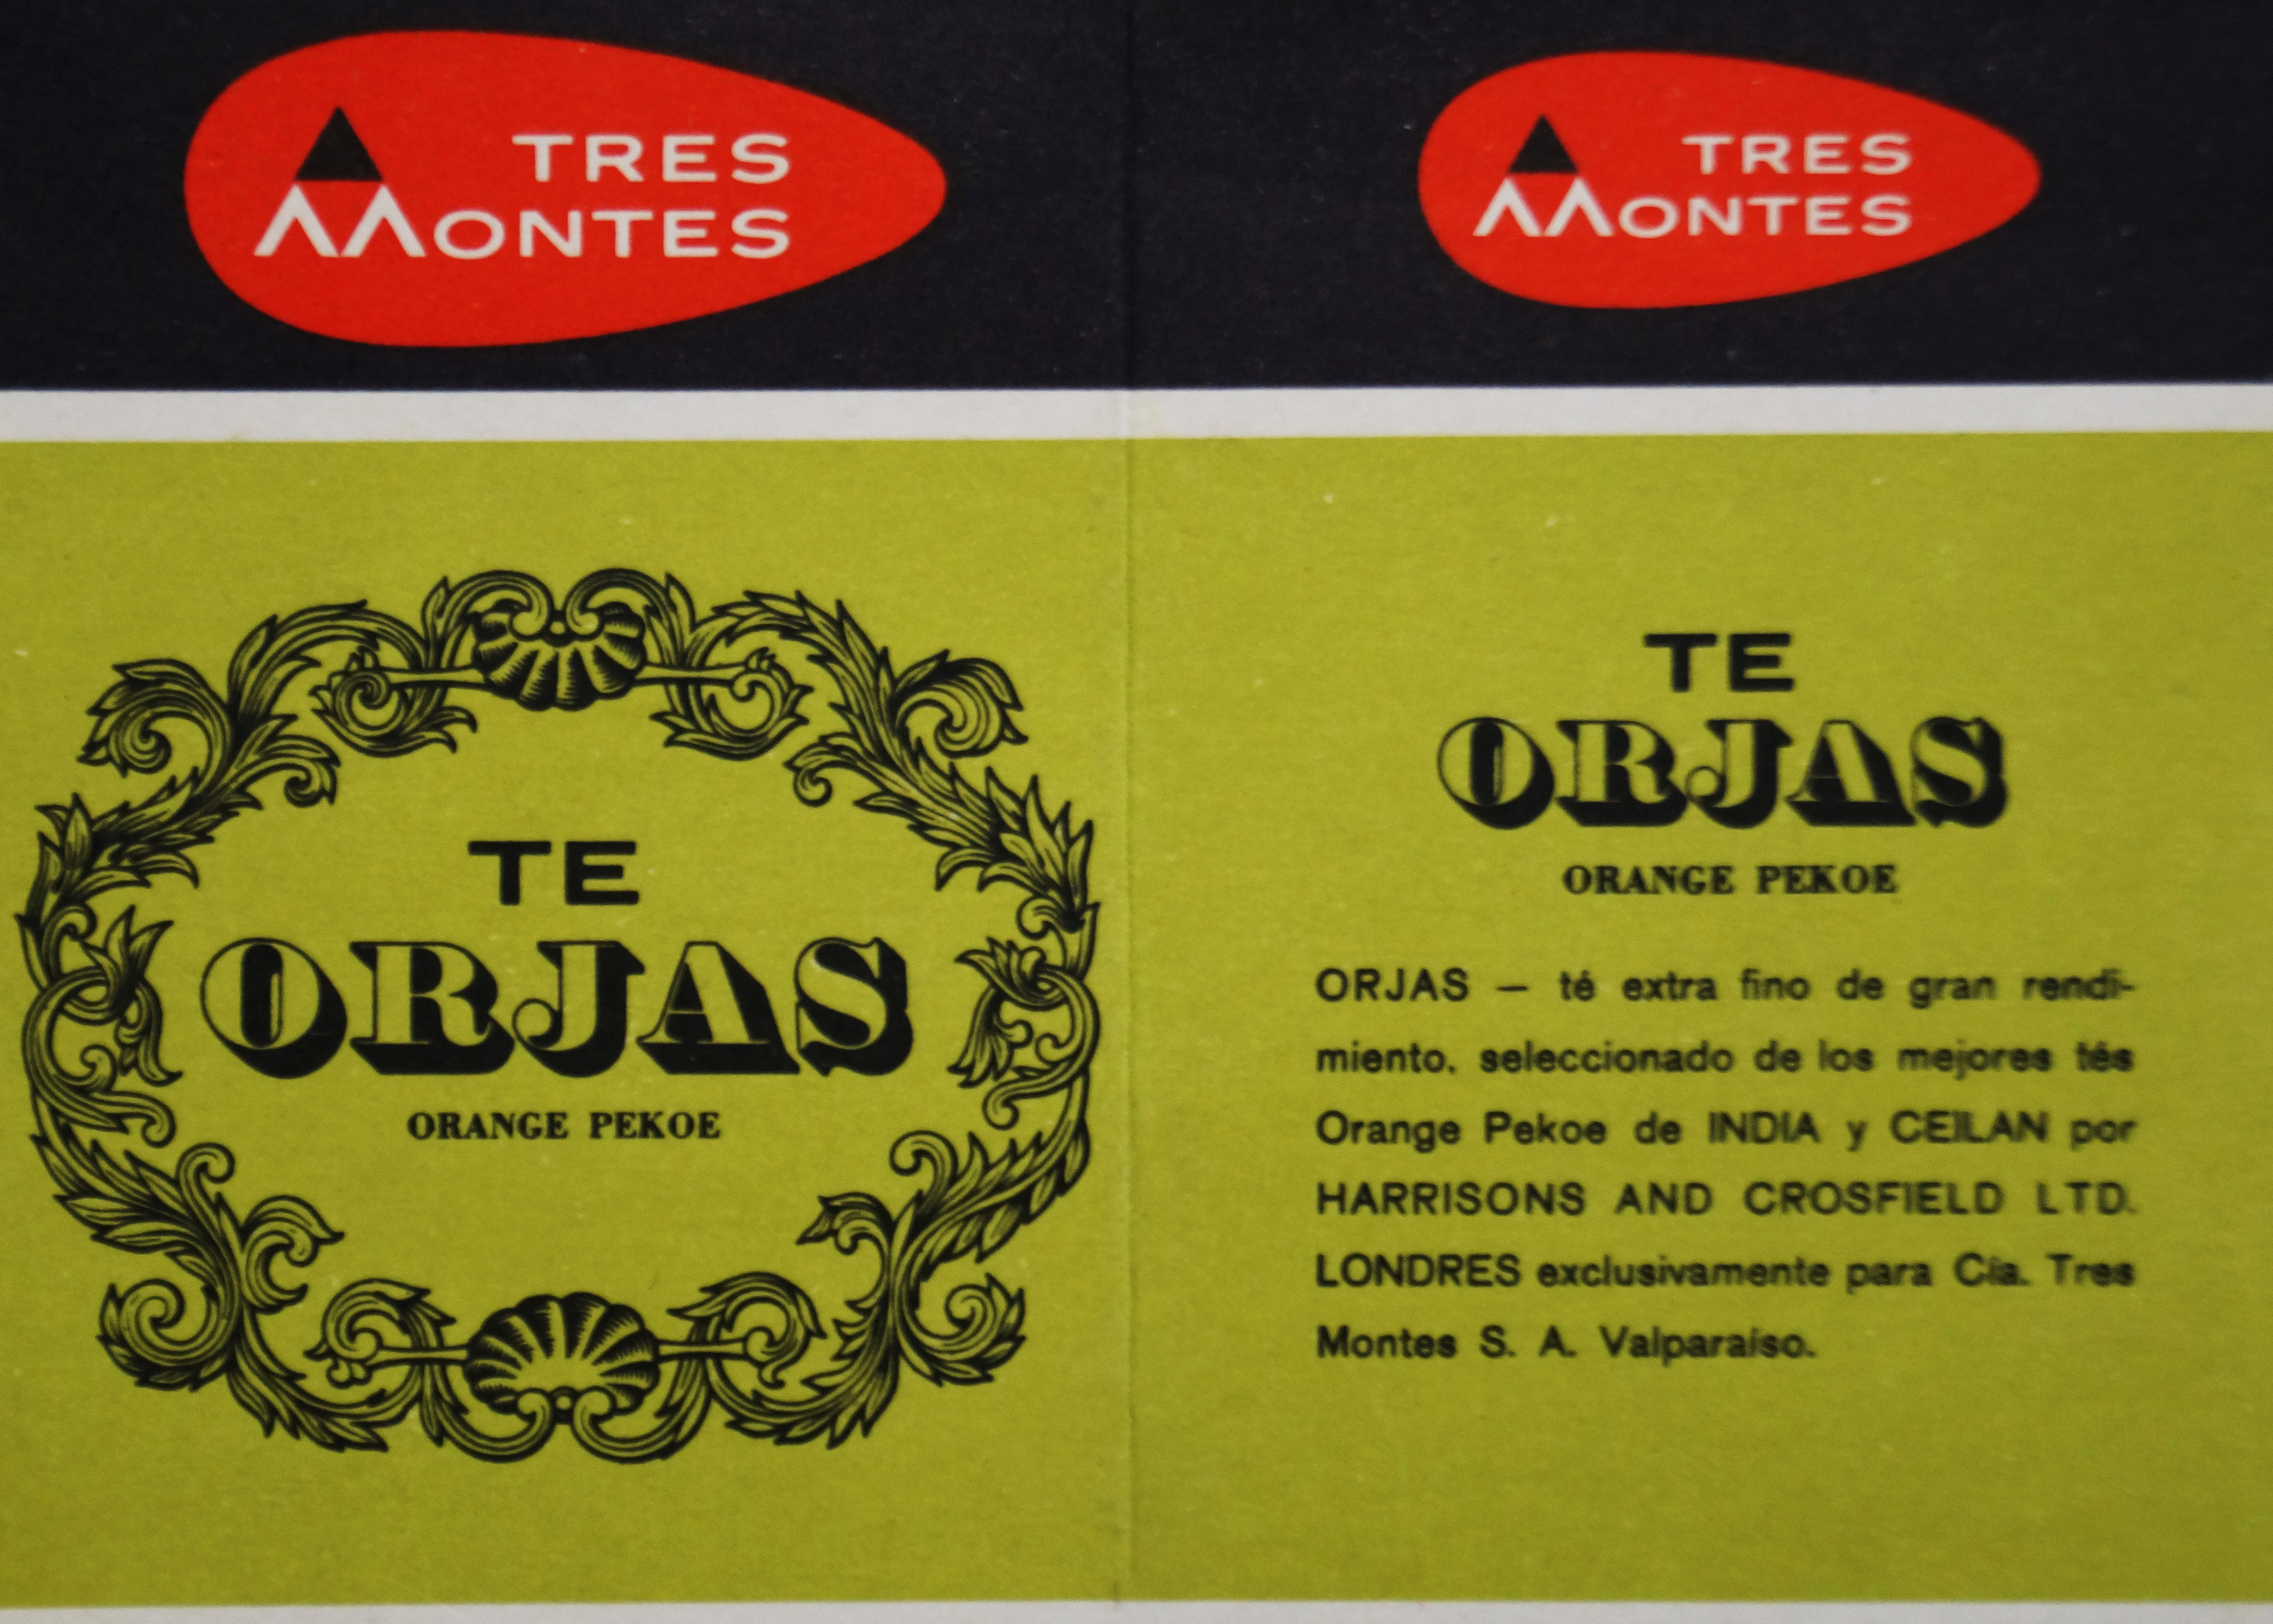 TRES
MONTES
TRES
MONTES
TE
ORJAS
ORANGE PEKOE
TE
ORJAS
ORANGE PEKOE
ORJAS — té extra fino de gran rendi-
miento, seleccionado de los mejores tés
Orange Pekoe de INDIA y CEILAN por
HARRISONS AND CROSFIELD LTD.
LONDRES exclusivamente para Cía. Tres
Montes S. A. Valparaíso.